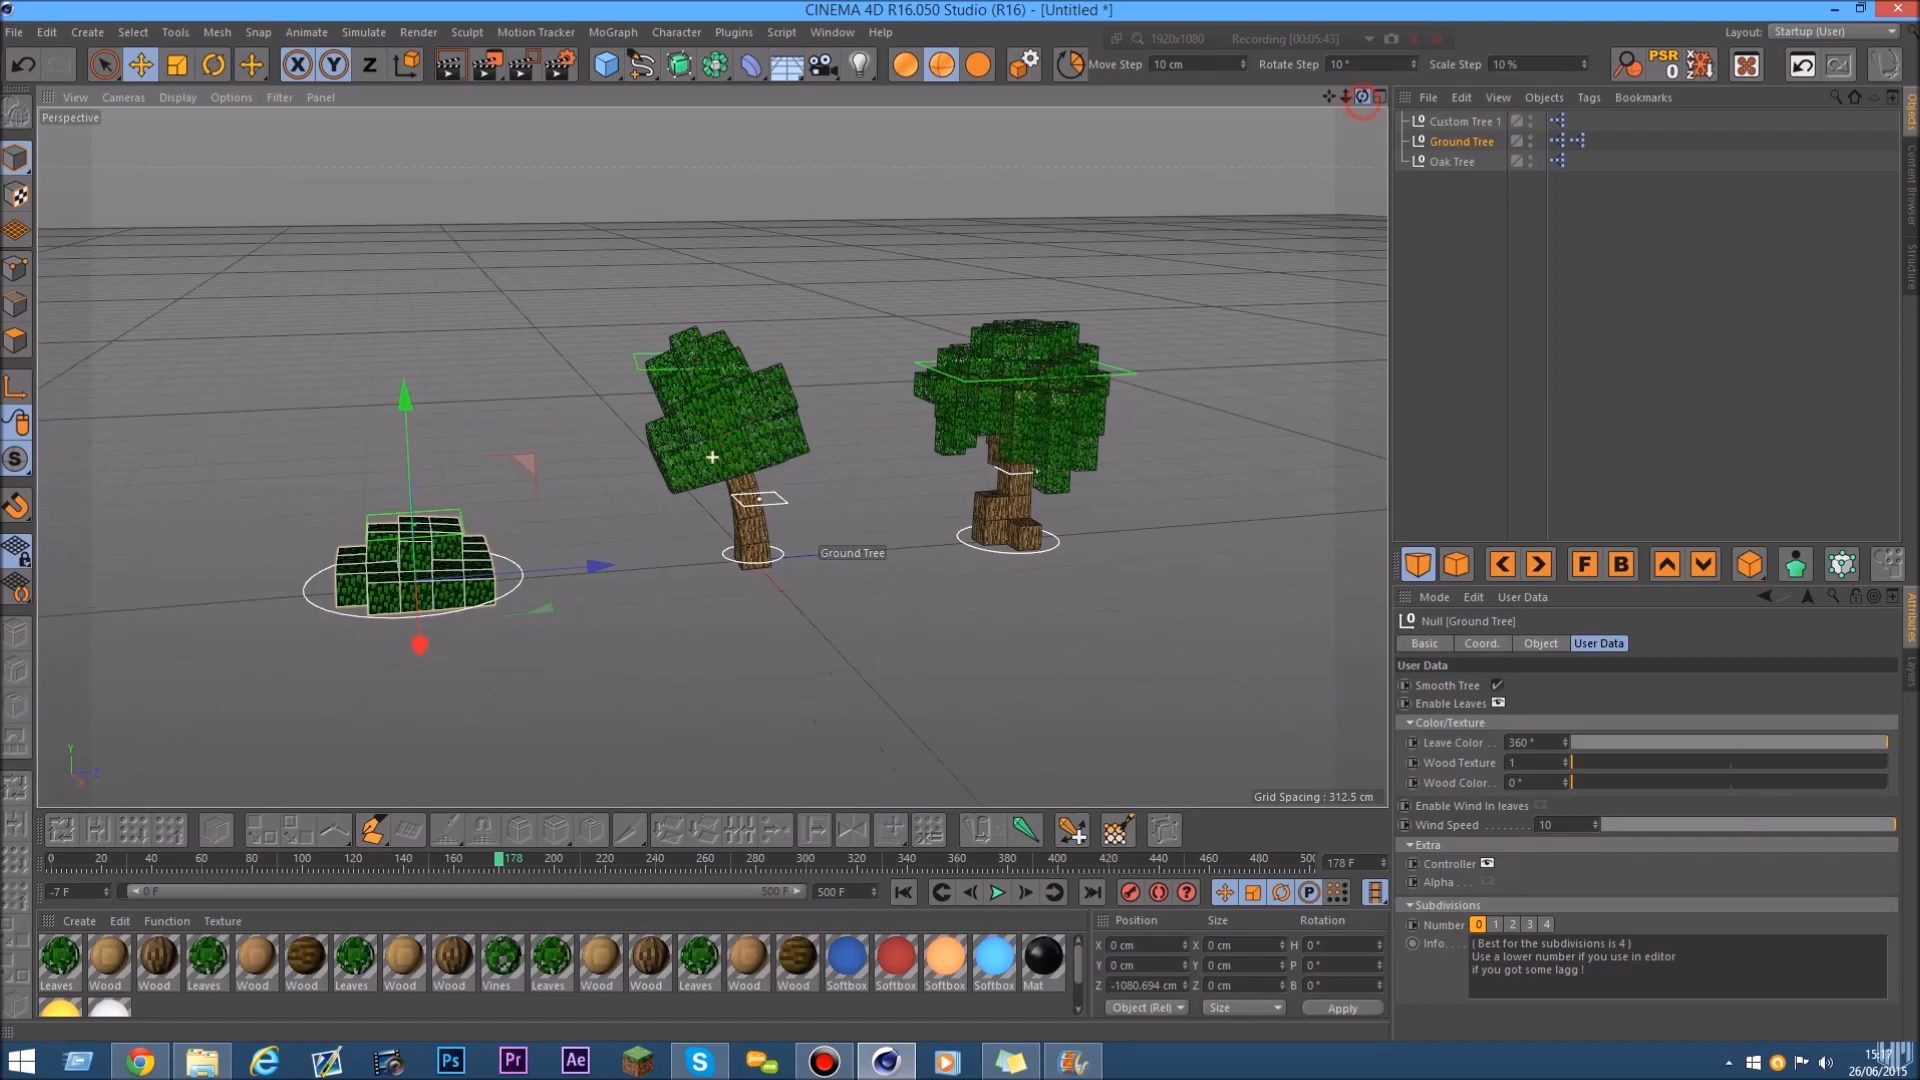 CINEMA 4D R16.050 Studio (R16) - [Untitled *]
File Edit Create Select Tools Mesh Snap Animate Simulate Render Sculpt Motion Tracker MoGraph Character Plugins Script Window Help
1920x1080 Recording [00:05:43]
Layout: Startup (User)
X Y Z
Move Step 10 cm Rotate Step 10 ° Scale Step 10 %
PSR
0
View Cameras Display Options Filter Panel
Perspective
Ground Tree
Grid Spacing : 312.5 cm
File Edit View Objects Tags Bookmarks
Custom Tree 1
Ground Tree
Oak Tree
Objects
Content Browser
Structure
F B
Mode Edit User Data
Null [Ground Tree]
Basic Coord. Object User Data
User Data
Smooth Tree
Enable Leaves
Color/Texture
Leave Color . . 360 °
Wood Texture 1
Wood Color. . 0 °
Enable Wind In leaves
Wind Speed . . . . . . . . 10
Extra
Controller
Alpha . . .
Subdivisions
Number 0 1 2 3 4
Info. . . . ( Best for the subdivisions is 4 )
Use a lower number if you use in editor
if you got some lagg !
Attributes
Layers
0 20 40 60 80 100 120 140 160 178 200 220 240 260 280 300 320 340 360 380 400 420 440 460 480 500 178 F
-7 F 0 F 500 F 500 F
Create Edit Function Texture
Leaves Wood Wood Leaves Wood Wood Leaves Wood Wood Vines Leaves Wood Wood Leaves Wood Wood Softbox Softbox Softbox Softbox Mat
Position Size Rotation
X 0 cm X 0 cm H 0 °
Y 0 cm Y 0 cm P 0 °
Z -1080.694 cm Z 0 cm B 0 °
Object (Rel) Size Apply
Ps Pr Ae
15:17
26/06/2015